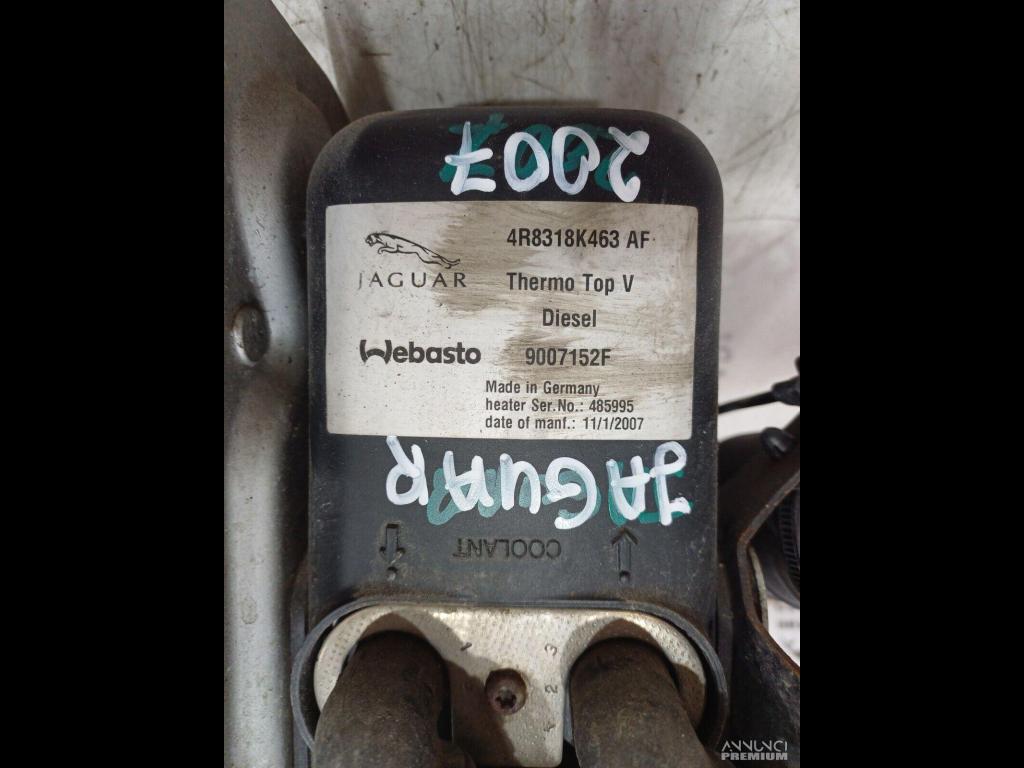 2007
4R8318K463 AF
JAGUAR
Thermo Top V
Diesel
Webasto
9007152F
Made in Germany
heater Ser.No.: 485995
date of manf.: 11/1/2007
JAGUAR
COOLANT
3
2
1
ANNUNCI
PREMIUM